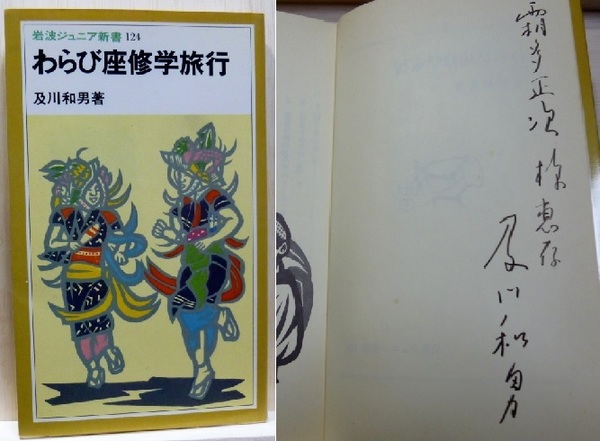 岩波ジュニア新書 124
わらび座修学旅行
及川和男著
霜多正次様恵存
及川和男